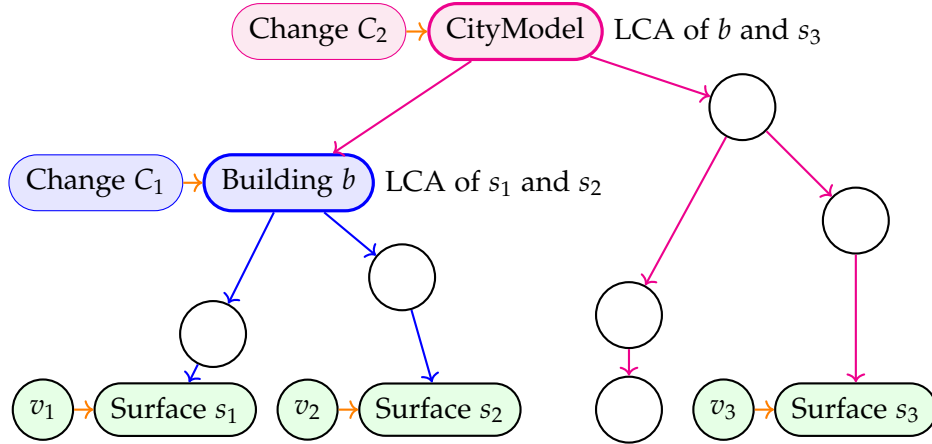 Change C₂ CityModel LCA of b and s₃
Change C₁ Building b LCA of s₁ and s₂
v₁ Surface s₁ v₂ Surface s₂ v₃ Surface s₃